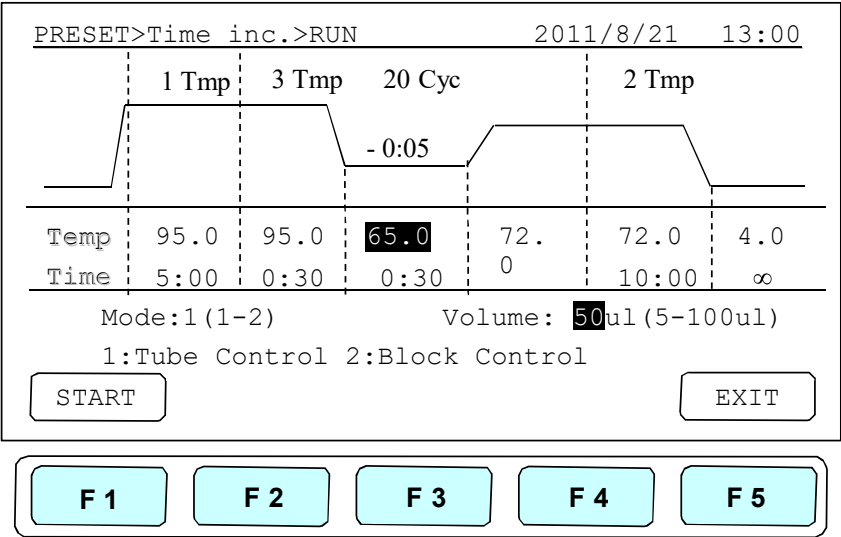 PRESET>Time inc.>RUN 2011/8/21 13:00
1 Tmp 3 Tmp 20 Cyc 2 Tmp
- 0:05
Temp 95.0 95.0 65.0 72.0 72.0 4.0
Time 5:00 0:30 0:30 10:00 ∞
Mode:1(1-2) Volume: 50ul(5-100ul)
1:Tube Control 2:Block Control
START EXIT
F 1 F 2 F 3 F 4 F 5